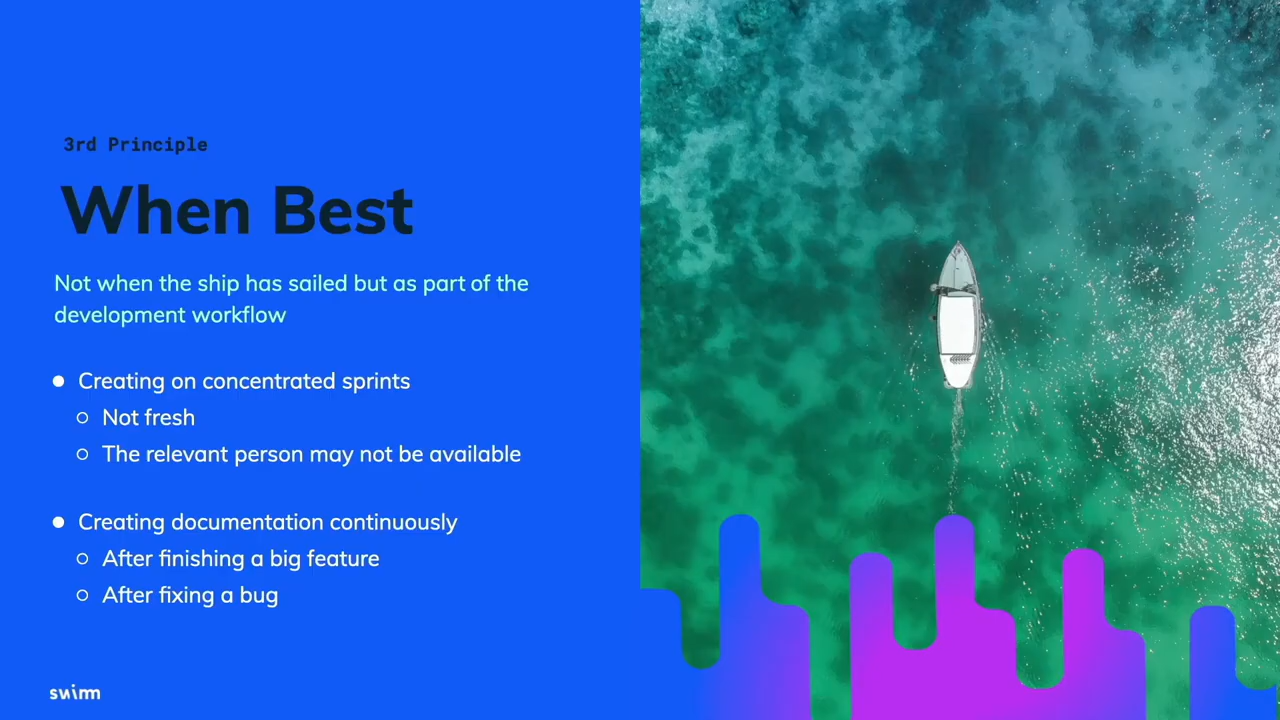 3rd Principle
When Best
Not when the ship has sailed but as part of the
development workflow
Creating on concentrated sprints
Not fresh
The relevant person may not be available
Creating documentation continuously
After finishing a big feature
After fixing a bug
swimm